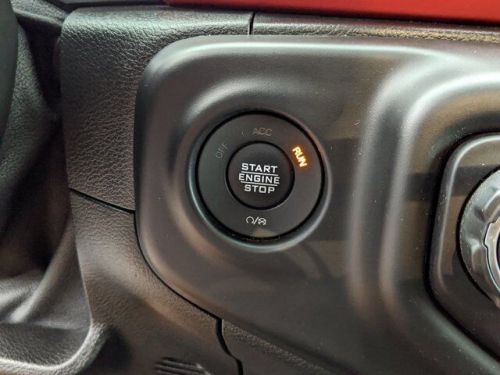 OFF
ACC
RUN
START
ENGINE
STOP